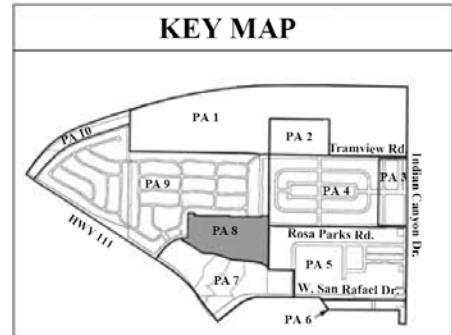 KEY MAP
PA 1
PA 10
PA 2
Tramview Rd.
PA 3
Indian Canyon Dr.
PA 9
PA 4
HWY 111
PA 8
Rosa Parks Rd.
PA 5
PA 7
W. San Rafael Dr.
PA 6